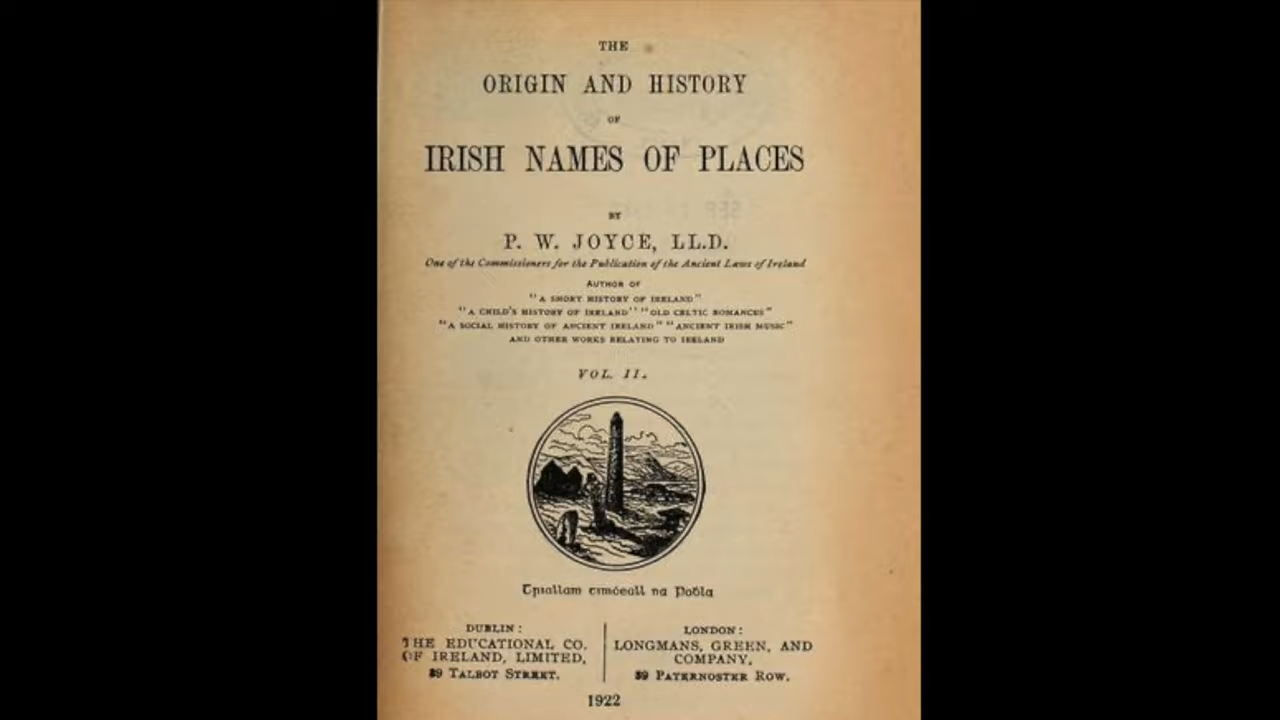 THE
ORIGIN AND HISTORY
OF
IRISH NAMES OF PLACES
BY
P. W. JOYCE, LL.D.
One of the Commissioners for the Publication of the Ancient Laws of Ireland
AUTHOR OF
"A SHORT HISTORY OF IRELAND"
"A CHILD'S HISTORY OF IRELAND" "OLD CELTIC ROMANCES"
"A SOCIAL HISTORY OF ANCIENT IRELAND" "ANCIENT IRISH MUSIC"
AND OTHER WORKS RELATING TO IRELAND
VOL. II.
Triallam timċeall na Foḋla
DUBLIN:
THE EDUCATIONAL CO.
OF IRELAND, LIMITED,
89 TALBOT STREET.
LONDON:
LONGMANS, GREEN, AND
COMPANY,
39 PATERNOSTER ROW.
1922